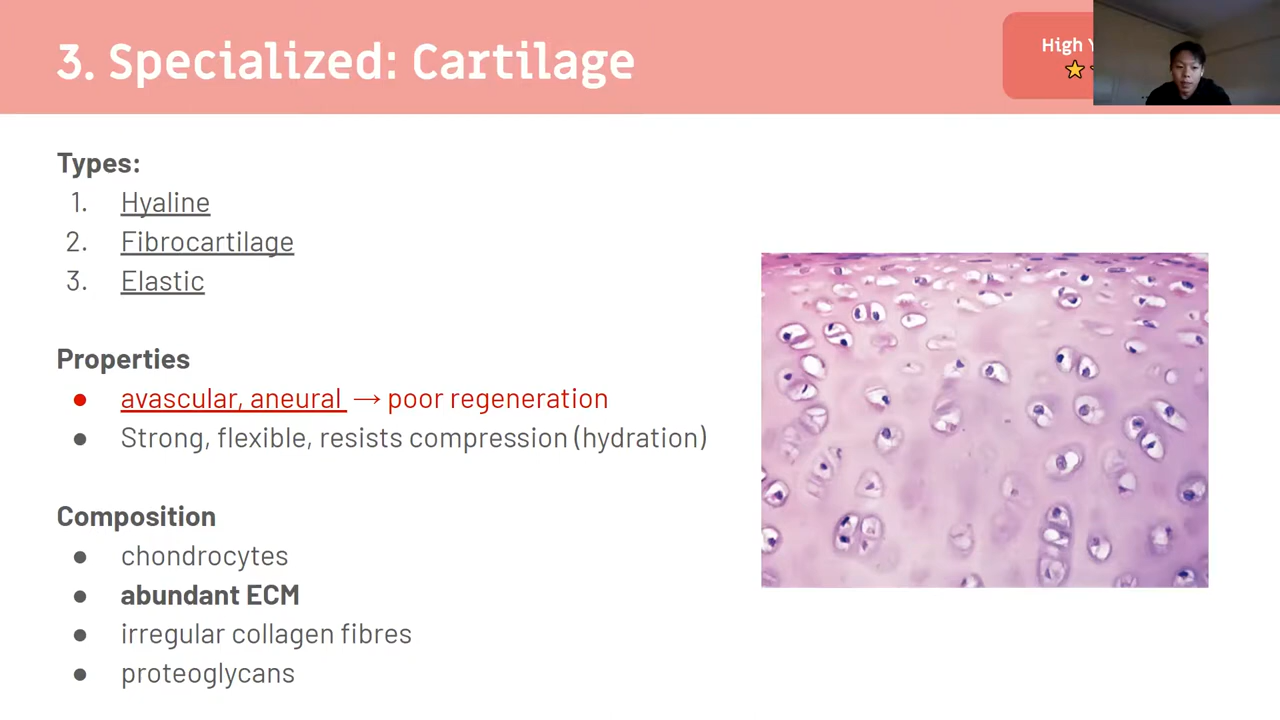 3. Specialized: Cartilage
High
Types:
1. Hyaline
2. Fibrocartilage
3. Elastic
Properties
● avascular, aneural → poor regeneration
● Strong, flexible, resists compression (hydration)
Composition
● chondrocytes
● abundant ECM
● irregular collagen fibres
● proteoglycans